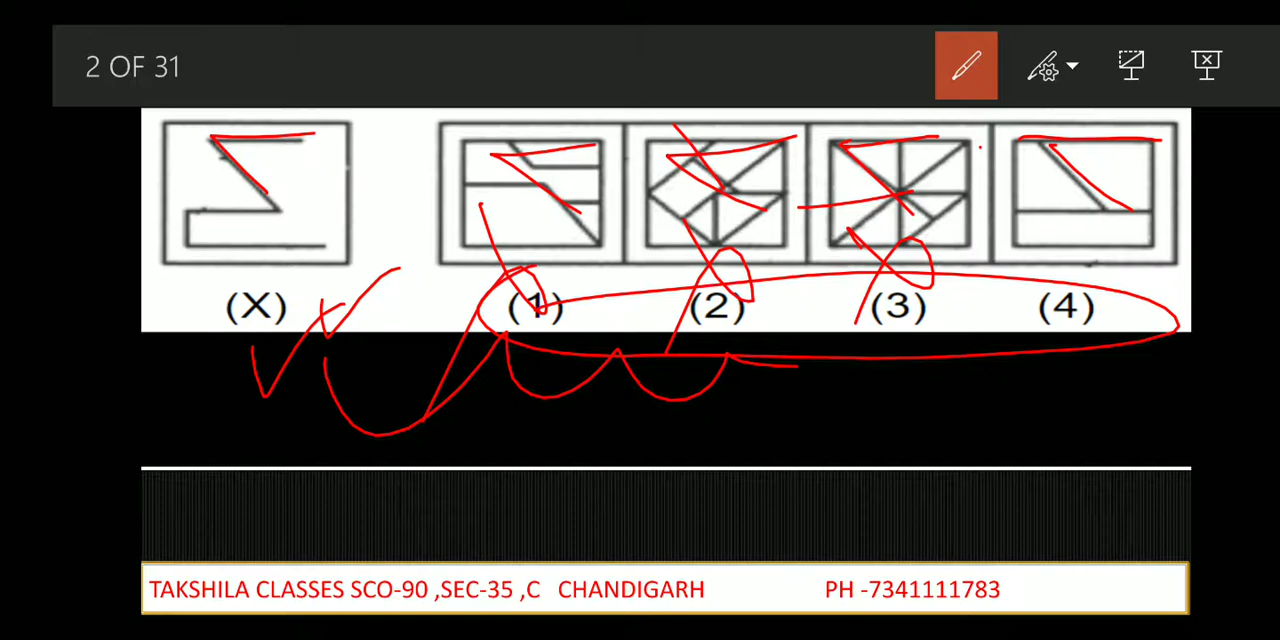 2 OF 31
(X) (1) (2) (3) (4)
TAKSHILA CLASSES SCO-90 ,SEC-35 ,C CHANDIGARH PH -7341111783